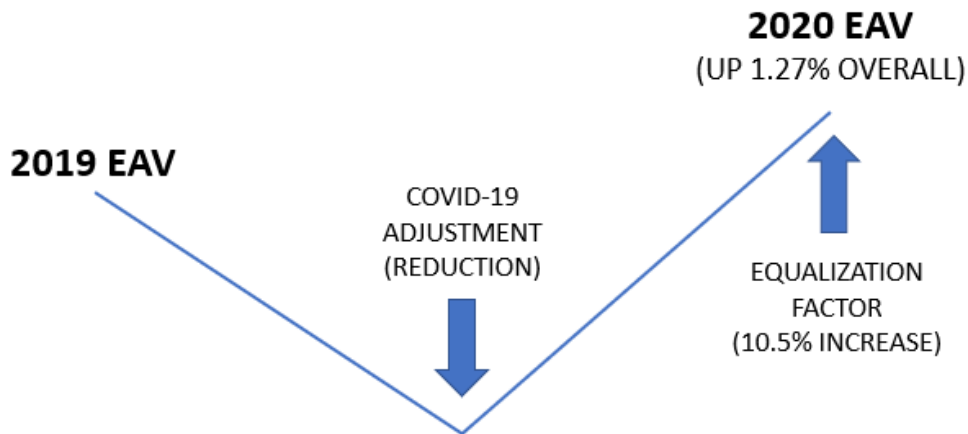 2020 EAV
(UP 1.27% OVERALL)
2019 EAV
COVID-19
ADJUSTMENT
(REDUCTION)
EQUALIZATION
FACTOR
(10.5% INCREASE)